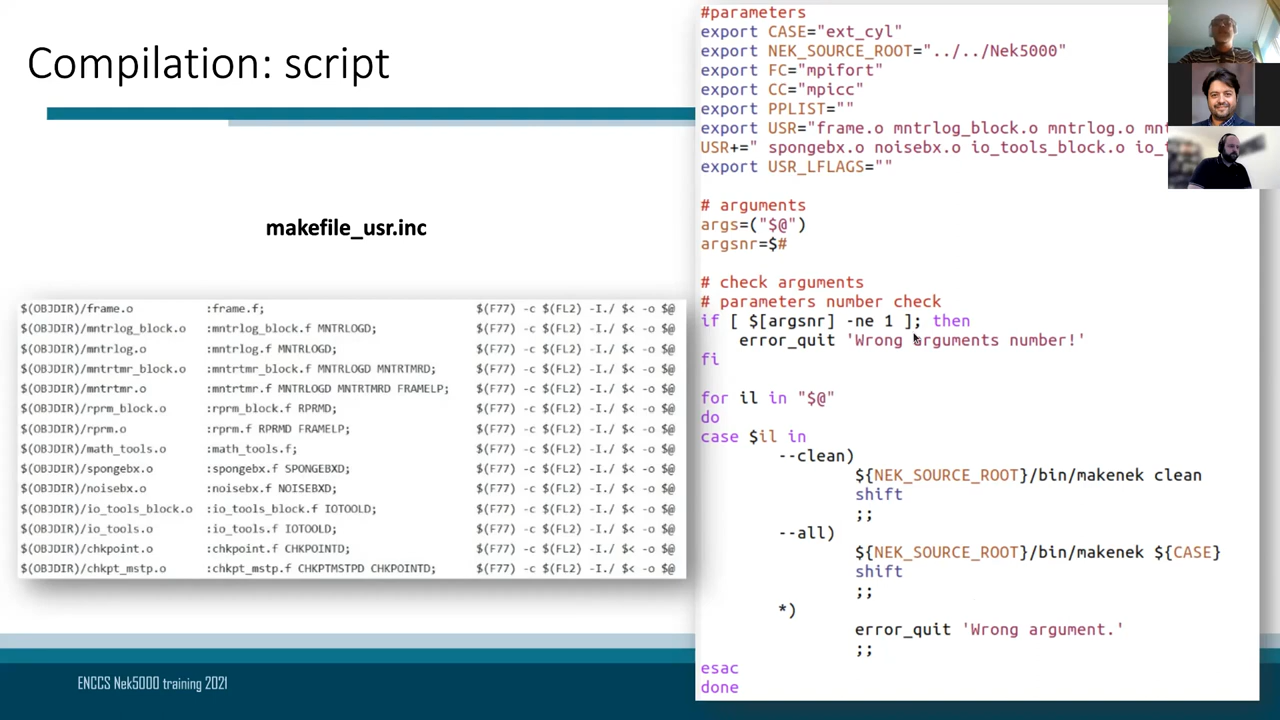 Compilation: script
makefile_usr.inc
$(OBJDIR)/frame.o :frame.f; $(F77) -c $(FL2) -I./ $< -o $@
$(OBJDIR)/mntrlog_block.o :mntrlog_block.f MNTRLOGD; $(F77) -c $(FL2) -I./ $< -o $@
$(OBJDIR)/mntrlog.o :mntrlog.f MNTRLOGD; $(F77) -c $(FL2) -I./ $< -o $@
$(OBJDIR)/mntrtmr_block.o :mntrtmr_block.f MNTRLOGD MNTRTMRD; $(F77) -c $(FL2) -I./ $< -o $@
$(OBJDIR)/mntrtmr.o :mntrtmr.f MNTRLOGD MNTRTMRD FRAMELP; $(F77) -c $(FL2) -I./ $< -o $@
$(OBJDIR)/rprm_block.o :rprm_block.f RPRMD; $(F77) -c $(FL2) -I./ $< -o $@
$(OBJDIR)/rprm.o :rprm.f RPRMD FRAMELP; $(F77) -c $(FL2) -I./ $< -o $@
$(OBJDIR)/math_tools.o :math_tools.f; $(F77) -c $(FL2) -I./ $< -o $@
$(OBJDIR)/spongebx.o :spongebx.f SPONGEBXD; $(F77) -c $(FL2) -I./ $< -o $@
$(OBJDIR)/noisebx.o :noisebx.f NOISEBXD; $(F77) -c $(FL2) -I./ $< -o $@
$(OBJDIR)/io_tools_block.o :io_tools_block.f IOTOOLD; $(F77) -c $(FL2) -I./ $< -o $@
$(OBJDIR)/io_tools.o :io_tools.f IOTOOLD; $(F77) -c $(FL2) -I./ $< -o $@
$(OBJDIR)/chkpoint.o :chkpoint.f CHKPOINTD; $(F77) -c $(FL2) -I./ $< -o $@
$(OBJDIR)/chkpt_mstp.o :chkpt_mstp.f CHKPTMSTPD CHKPOINTD; $(F77) -c $(FL2) -I./ $< -o $@
ENCCS Nek5000 training 2021
#parameters
export CASE="ext_cyl"
export NEK_SOURCE_ROOT="../../Nek5000"
export FC="mpifort"
export CC="mpicc"
export PPLIST=""
export USR="frame.o mntrlog_block.o mntrlog.o
USR+=" spongebx.o noisebx.o io_tools_block.o
export USR_LFLAGS=""
# arguments
args=("$@")
argsnr=$#
# check arguments
# parameters number check
if [ $[argsnr] -ne 1 ]; then
error_quit 'Wrong arguments number!'
fi
for il in "$@"
do
case $il in
--clean)
${NEK_SOURCE_ROOT}/bin/makenek clean
shift
;;
--all)
${NEK_SOURCE_ROOT}/bin/makenek ${CASE}
shift
;;
*)
error_quit 'Wrong argument.'
;;
esac
done